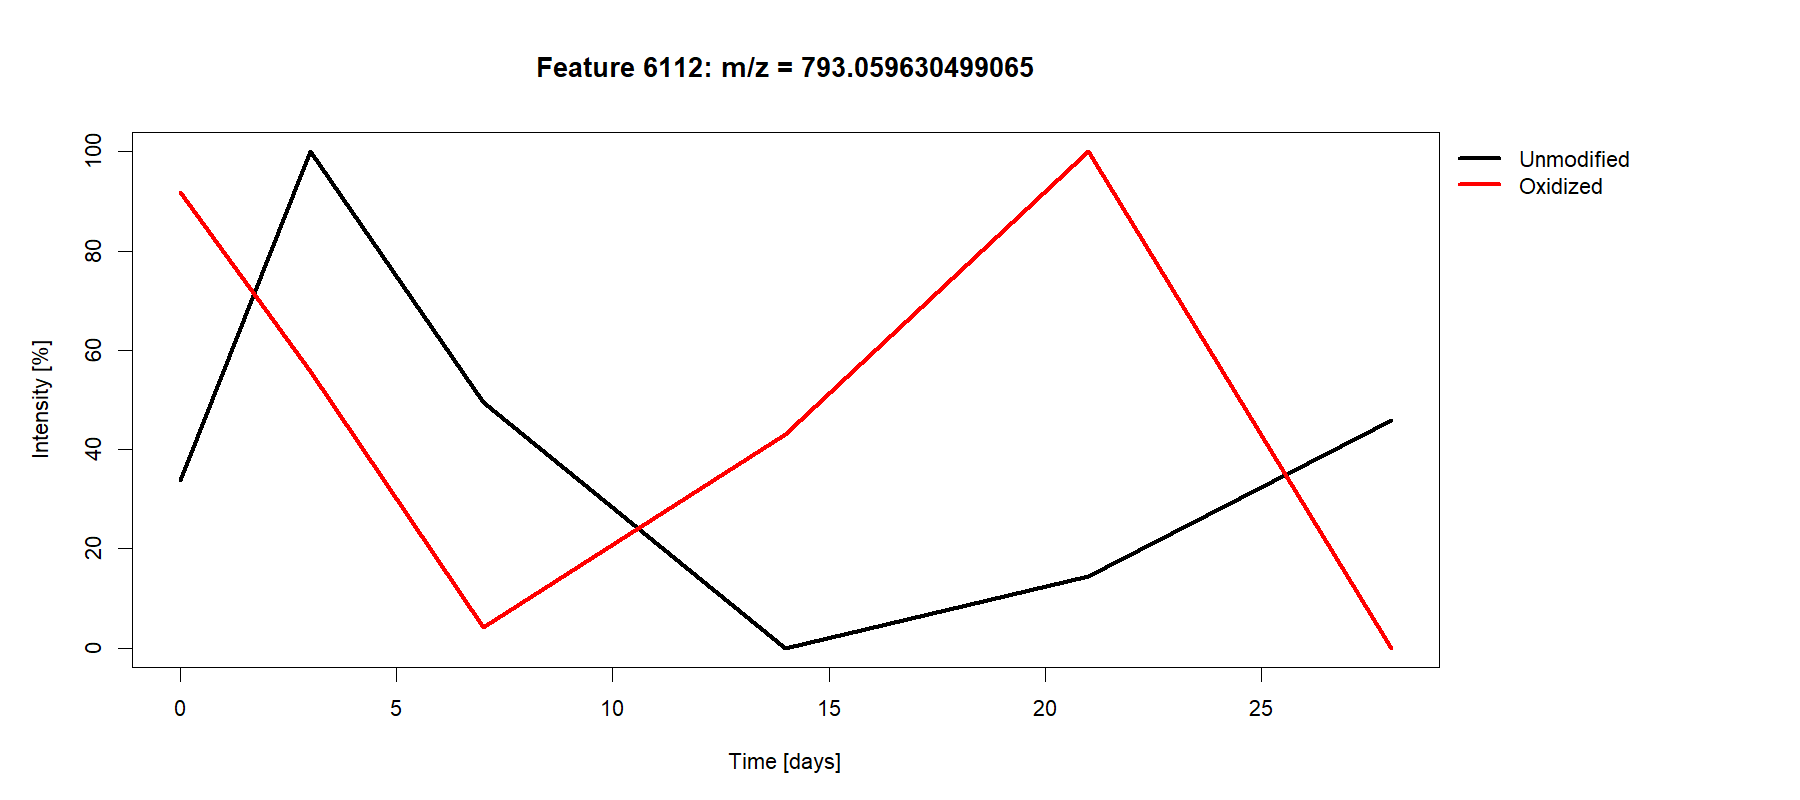 Feature 6112: m/z = 793.059630499065
Unmodified
Oxidized
Intensity [%]
100
80
60
40
20
0
0 5 10 15 20 25
Time [days]